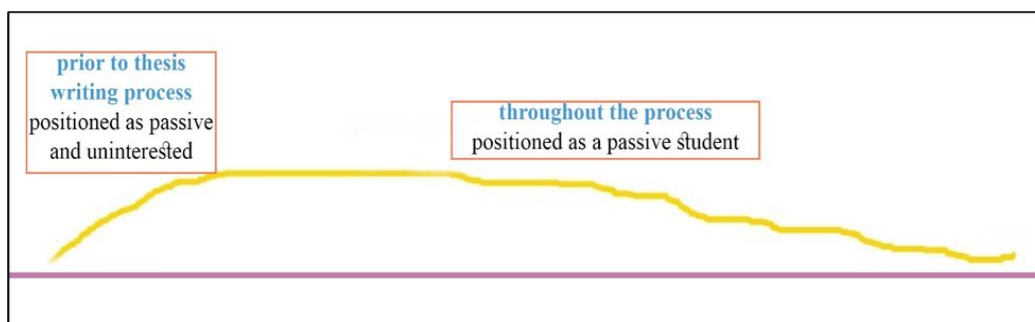 prior to thesis
writing process
positioned as passive
and uninterested
throughout the process
positioned as a passive student